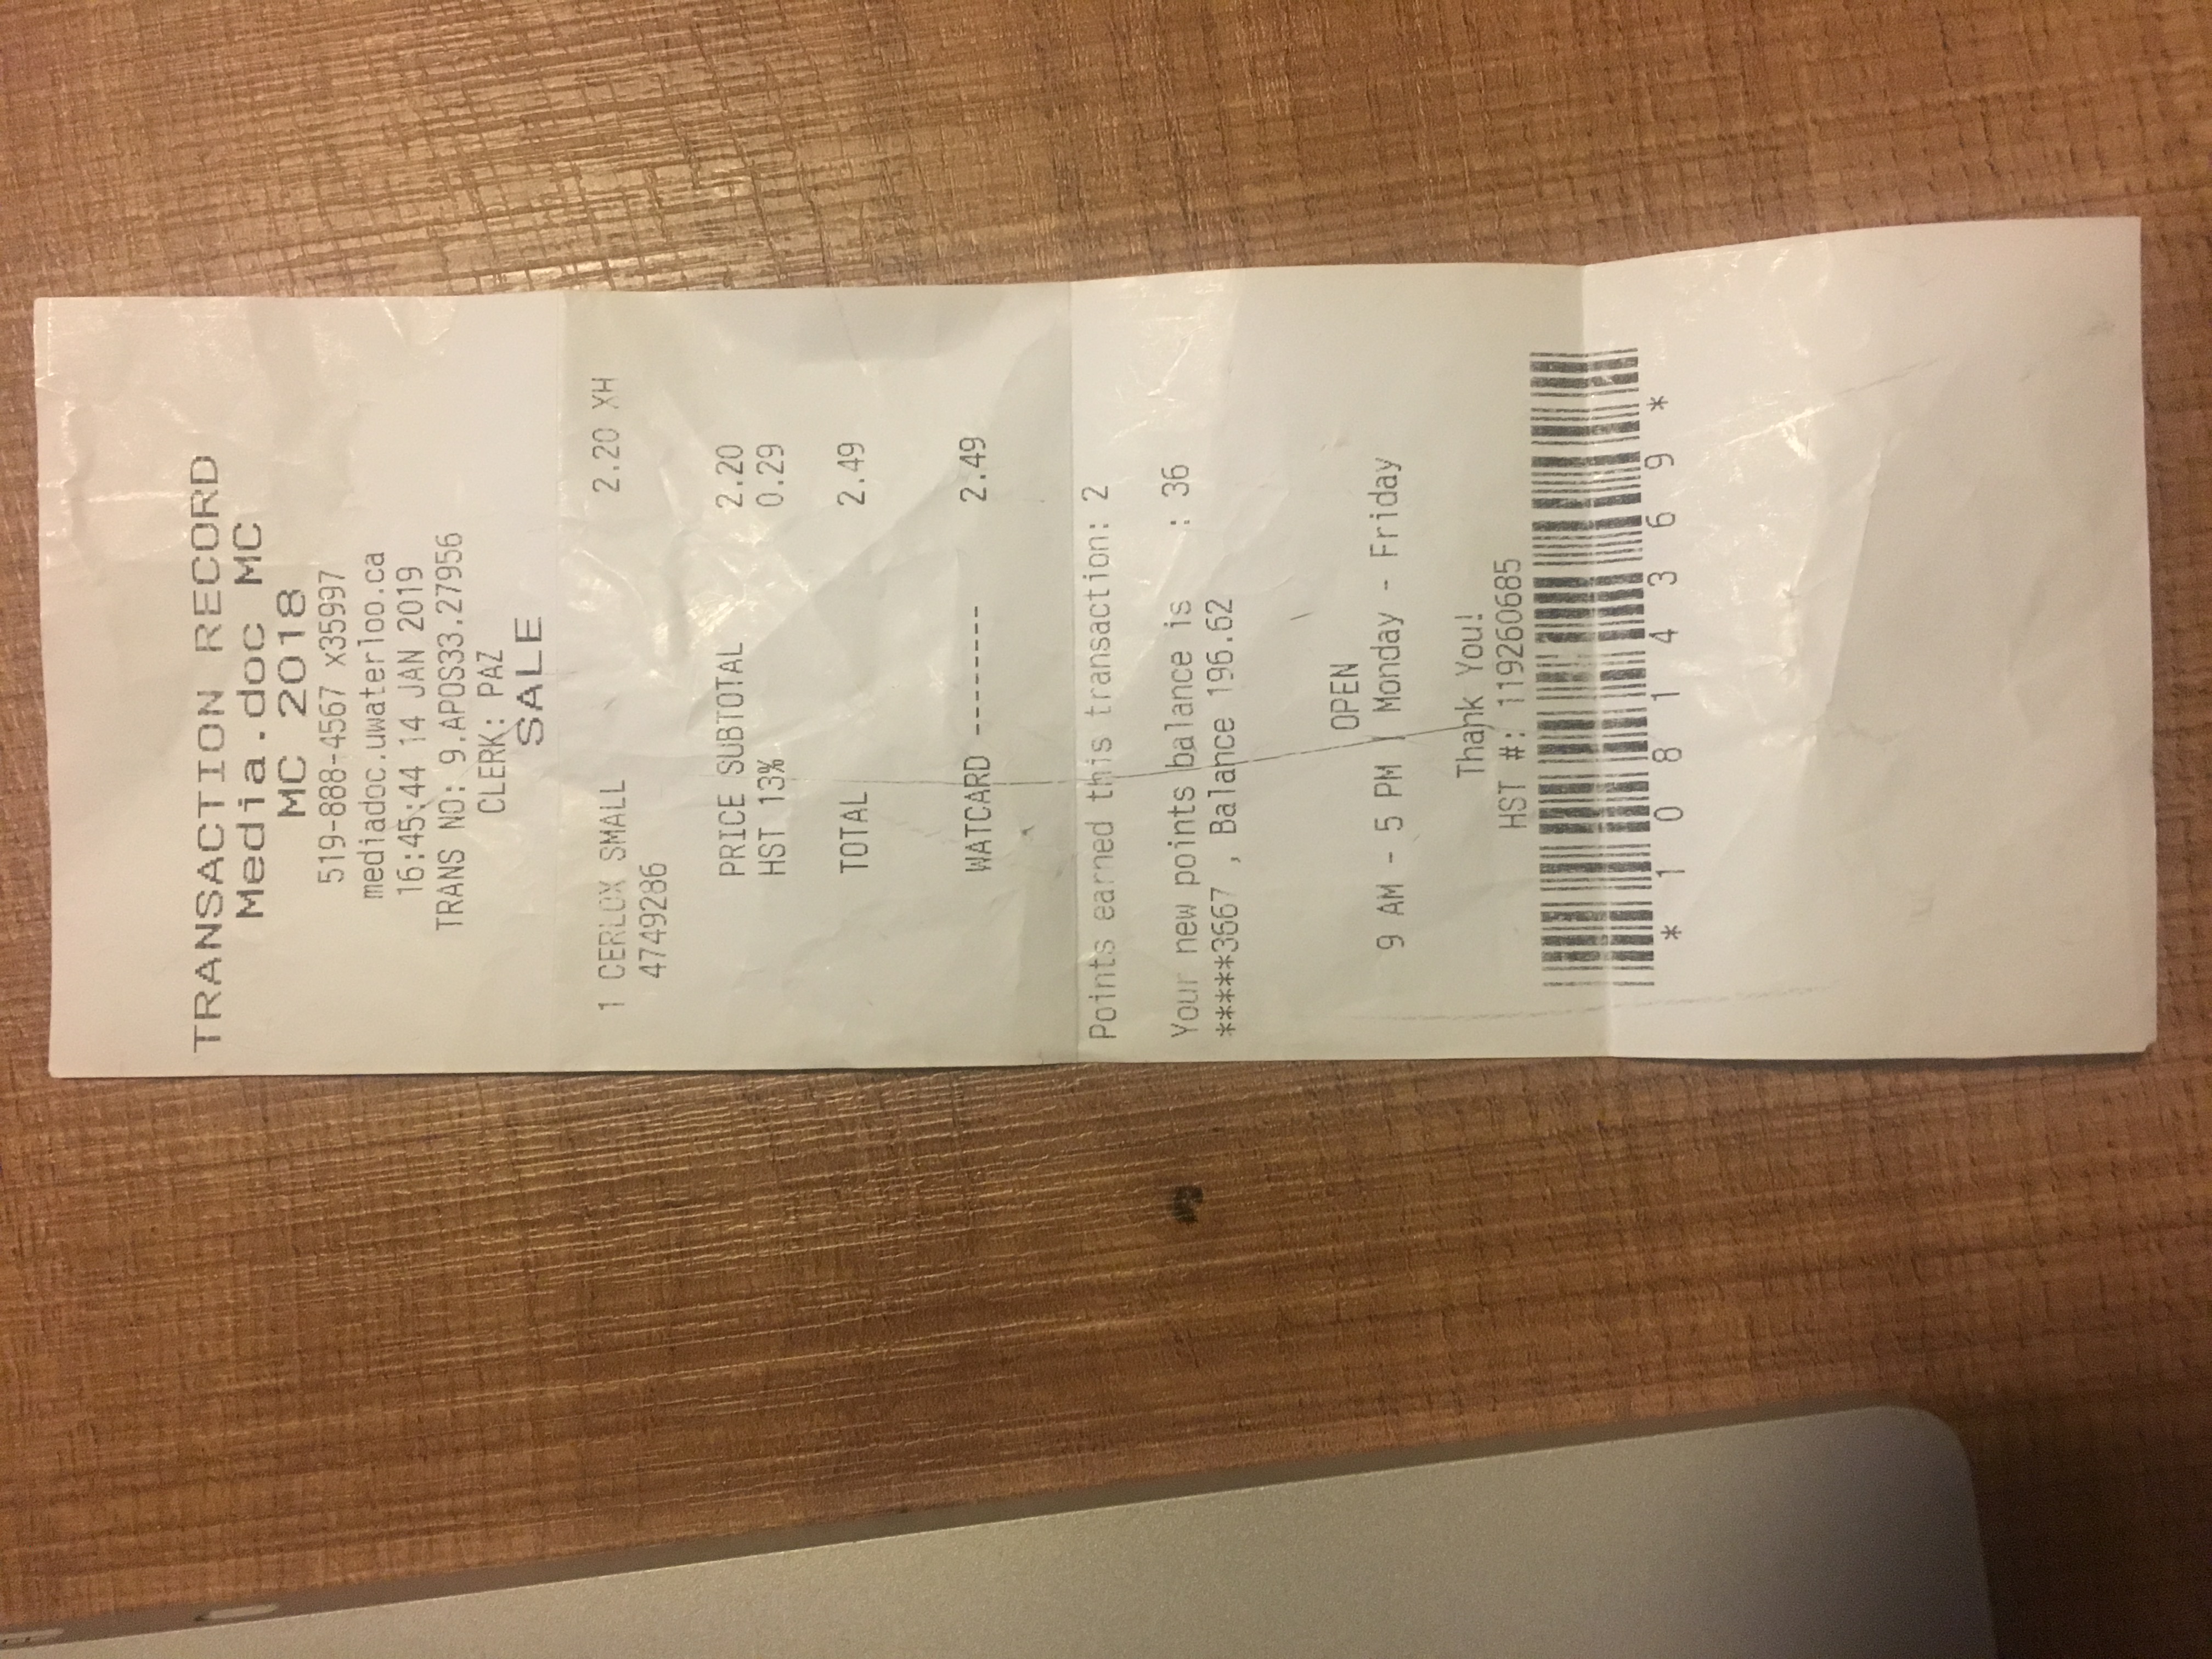 TRANSACTION RECORD
Media.doc MC
MC 2018
519-888-4567 x35997
mediadoc.uwaterloo.ca
16:45:44 14 JAN 2019
TRANS NO: 9.APOS33.27956
CLERK: PAZ
SALE
1 CERLOX SMALL 2.20 XH
4749286
PRICE SUBTOTAL 2.20
HST 13% 0.29
TOTAL 2.49
WATCARD -------- 2.49
Points earned this transaction: 2
Your new points balance is : 36
*****3667 , Balance 196.62
OPEN
9 AM - 5 PM | Monday - Friday
Thank You!
HST #: 119260685
* 1 0 8 1 4 3 6 9 *